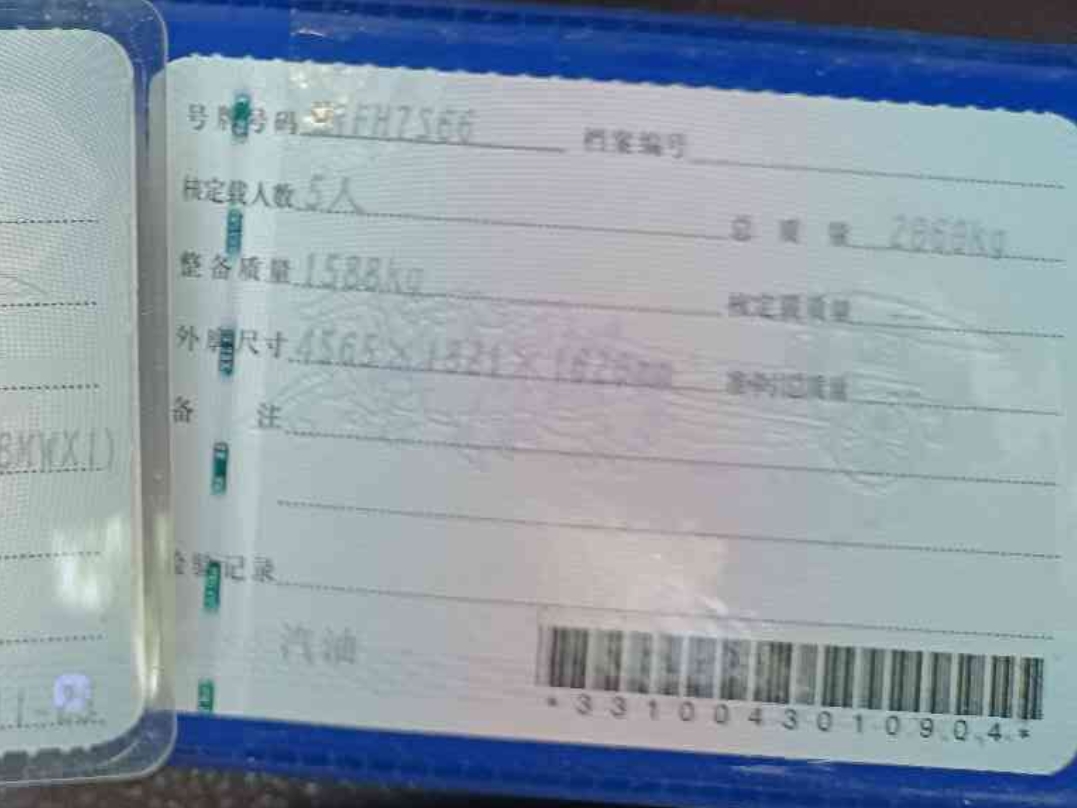 号牌号码 FH7S66 档案编号
核定载人数 5人
总质量 2060kg
整备质量 1588kg
核定载质量 —
外廓尺寸 4565×1821×1626mm
准牵引总质量 —
备注
检验记录
汽油
*3310043010904*
BMWX1)